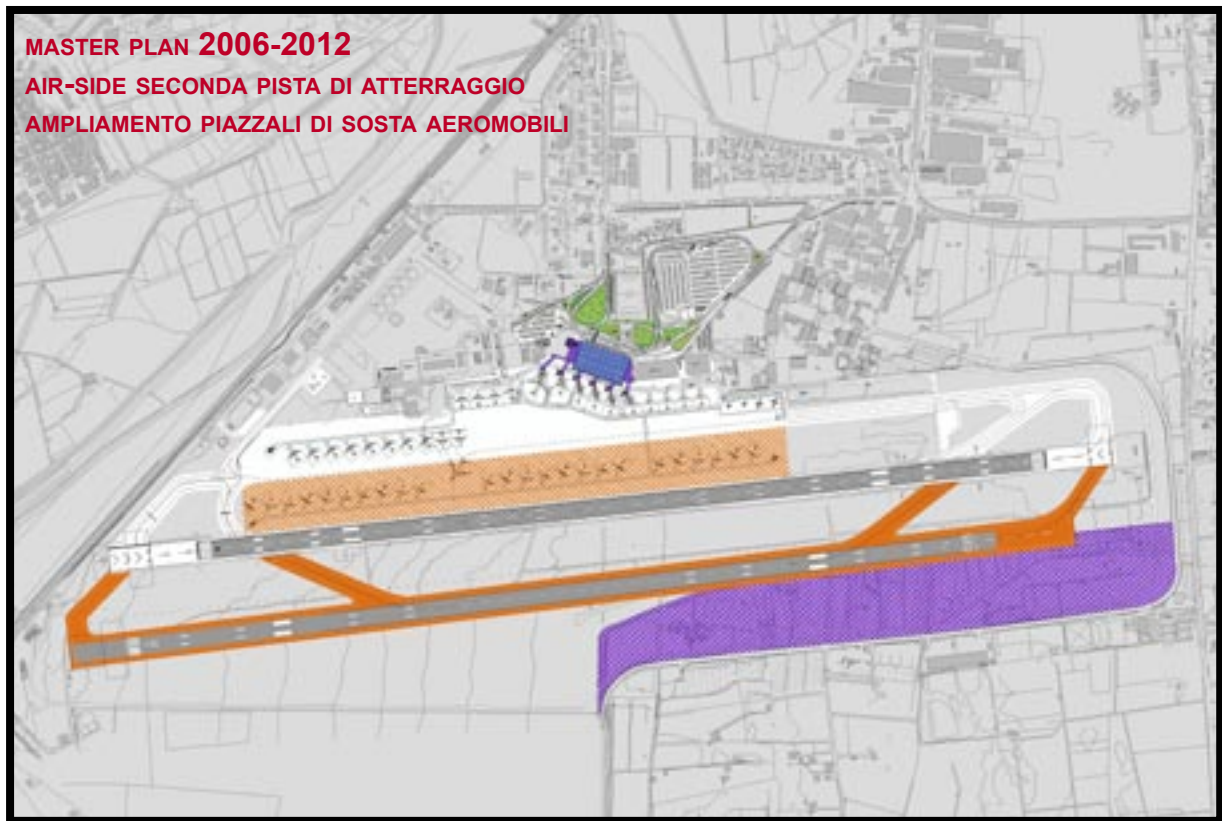 MASTER PLAN 2006-2012
AIR-SIDE SECONDA PISTA DI ATTERRAGGIO
AMPLIAMENTO PIAZZALI DI SOSTA AEROMOBILI